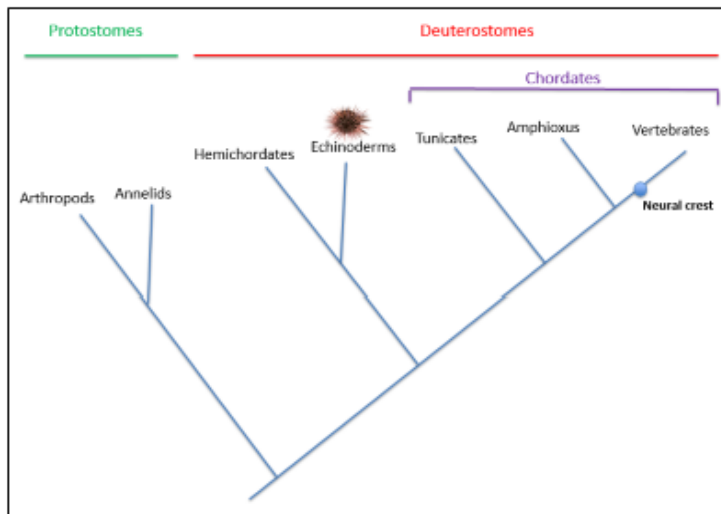 Protostomes
Deuterostomes
Chordates
Arthropods
Annelids
Hemichordates
Echinoderms
Tunicates
Amphioxus
Vertebrates
Neural crest